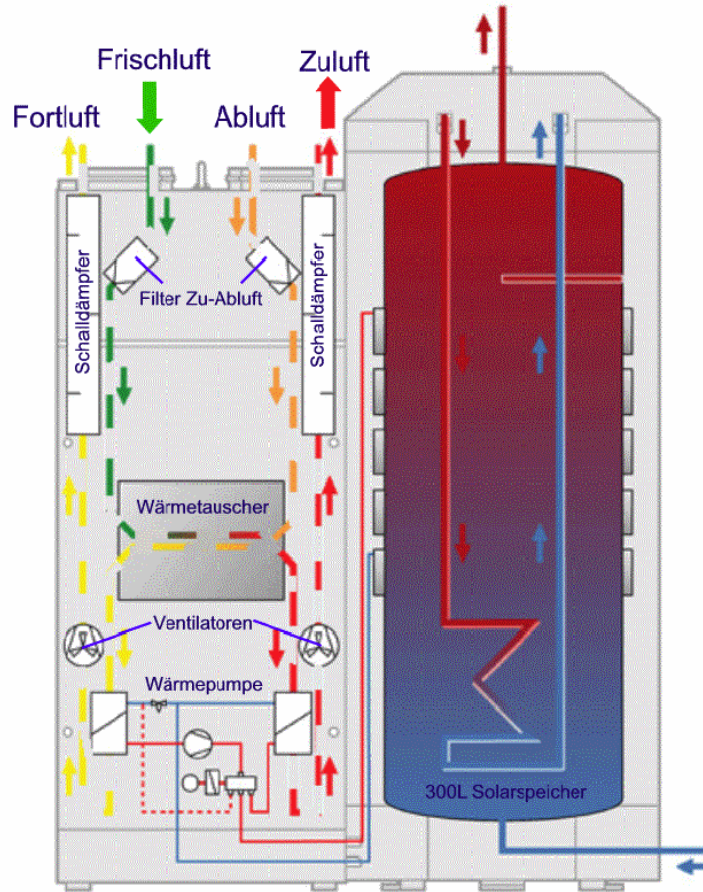 Frischluft
Zuluft
Fortluft
Abluft
Schalldämpfer
Filter Zu-Abluft
Schalldämpfer
Wärmetauscher
Ventilatoren
Wärmepumpe
300L Solarspeicher